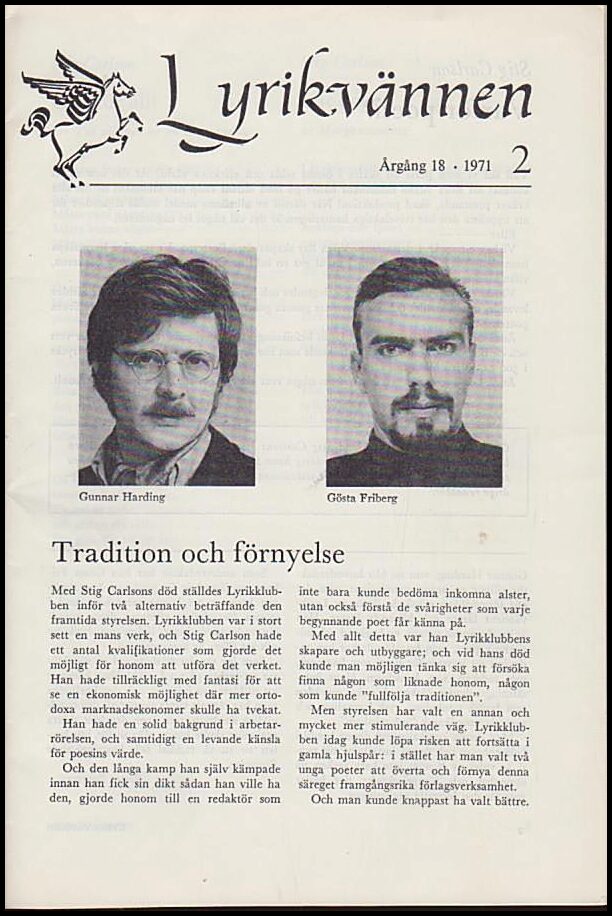 Lyrikvännen
Årgång 18 · 1971 2
Gunnar Harding
Gösta Friberg
Tradition och förnyelse
Med Stig Carlsons död ställdes Lyrikklub-
ben inför två alternativ beträffande den
framtida styrelsen. Lyrikklubben var i stort
sett en mans verk, och Stig Carlson hade
ett antal kvalifikationer som gjorde det
möjligt för honom att utföra det verket.
Han hade tillräckligt med fantasi för att
se en ekonomisk möjlighet där mer orto-
doxa marknadsekonomer skulle ha tvekat.
Han hade en solid bakgrund i arbetar-
rörelsen, och samtidigt en levande känsla
för poesins värde.
Och den långa kamp han själv kämpade
innan han fick sin dikt sådan han ville ha
den, gjorde honom till en redaktör som
inte bara kunde bedöma inkomna alster,
utan också förstå de svårigheter som varje
begynnande poet får känna på.
Med allt detta var han Lyrikklubbens
skapare och utbyggare; och vid hans död
kunde man möjligen tänka sig att försöka
finna någon som liknade honom, någon
som kunde "fullfölja traditionen".
Men styrelsen har valt en annan och
mycket mer stimulerande väg. Lyrikklub-
ben idag kunde löpa risken att fortsätta i
gamla hjulspår: i stället har man valt två
unga poeter att överta och förnya denna
säreget framgångsrika förlagsverksamhet.
Och man kunde knappast ha valt bättre.